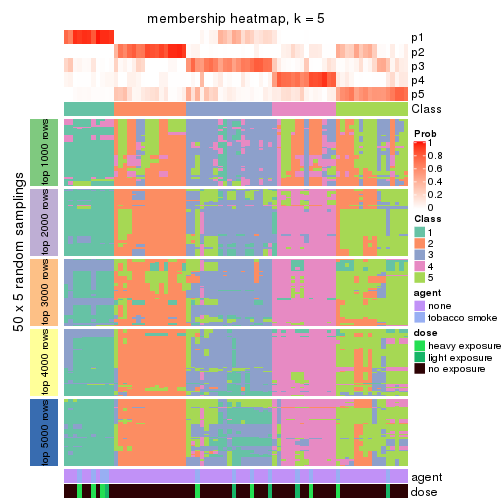 membership heatmap, k = 5
p1
p2
p3
p4
p5
Class
50 x 5 random samplings
top 1000 rows
top 2000 rows
top 3000 rows
top 4000 rows
top 5000 rows
Prob
1
0.8
0.6
0.4
0.2
0
Class
1
2
3
4
5
agent
none
tobacco smoke
dose
heavy exposure
light exposure
no exposure
agent
dose